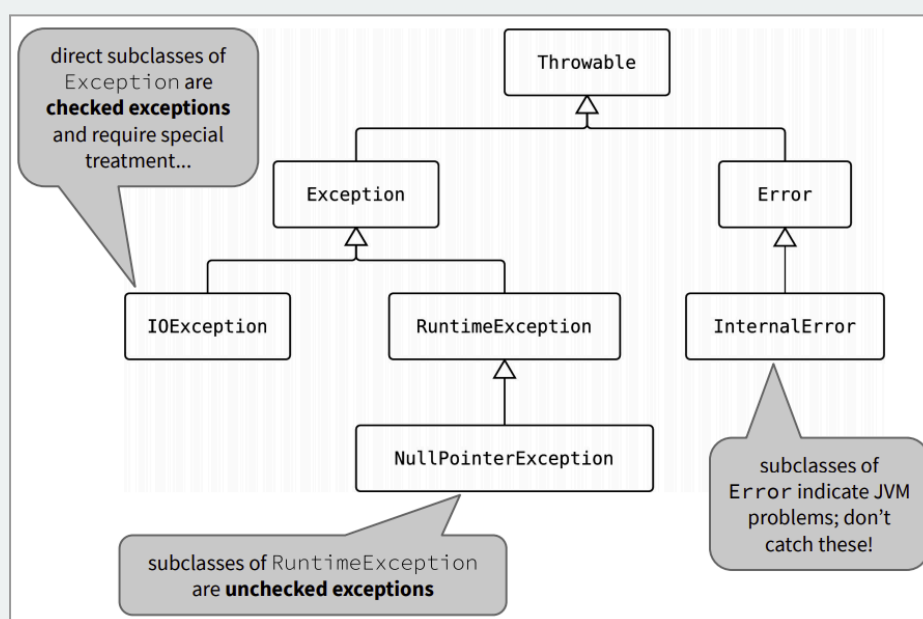 direct subclasses of
Exception are
checked exceptions
and require special
treatment...
Throwable
Exception
Error
IOException
RuntimeException
InternalError
NullPointerException
subclasses of
Error indicate JVM
problems; don't
catch these!
subclasses of RuntimeException
are unchecked exceptions